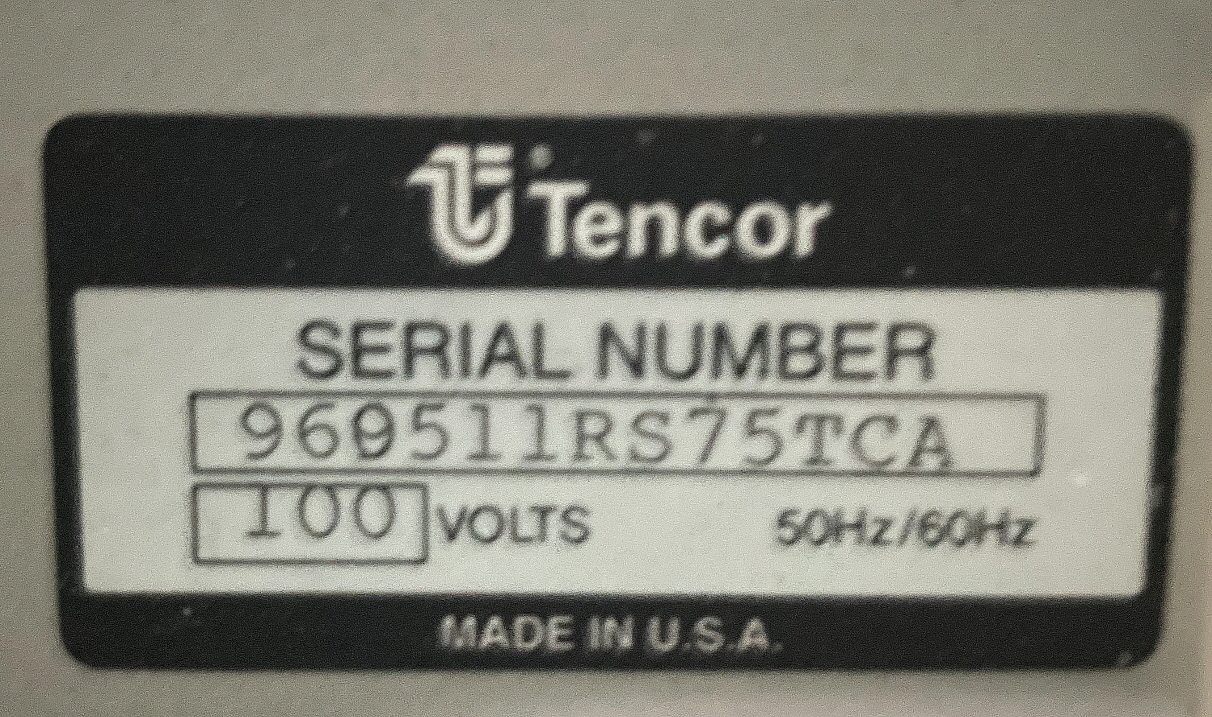 Tencor
SERIAL NUMBER
960511RS75TCA
100 VOLTS 50Hz/60Hz
MADE IN U.S.A.